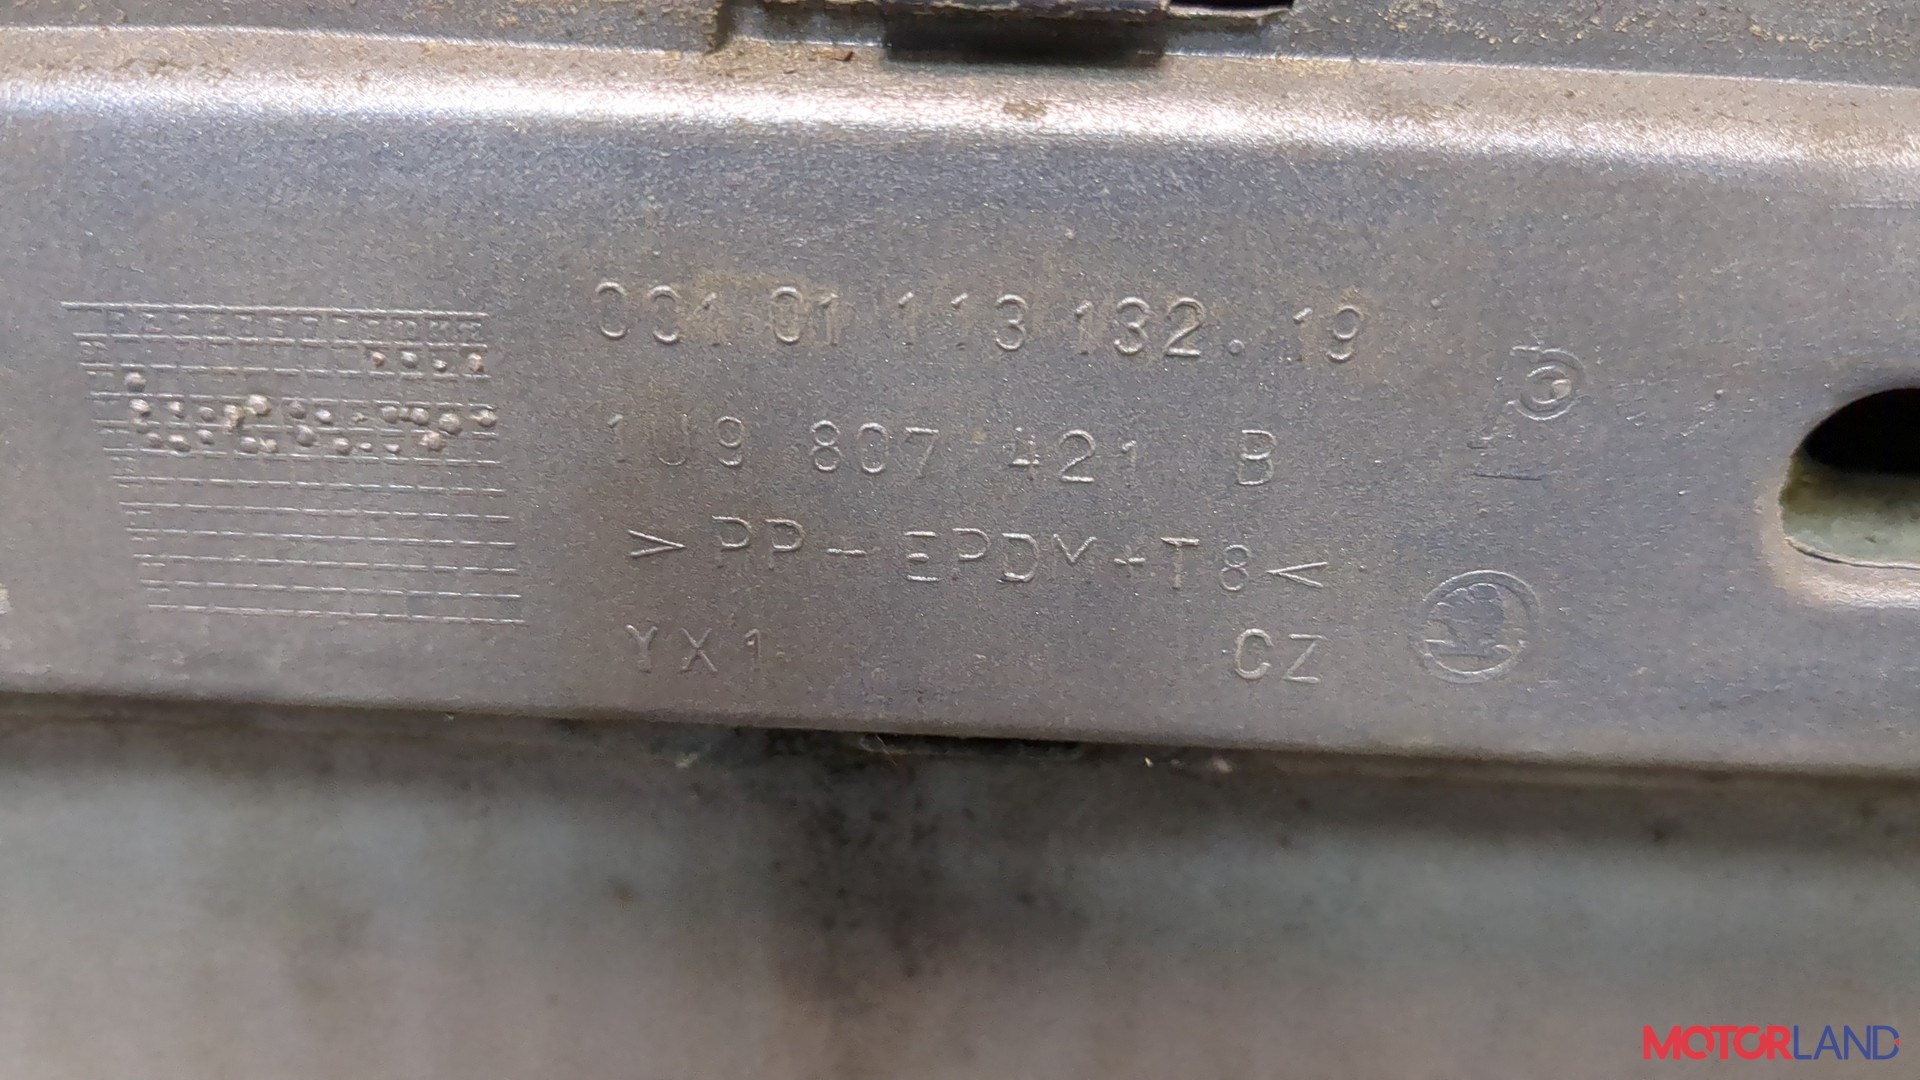 001 01 113 132. 19
1U9 807 421 B
>PP-EPDM+T8<
YX1 CZ
MOTORLAND